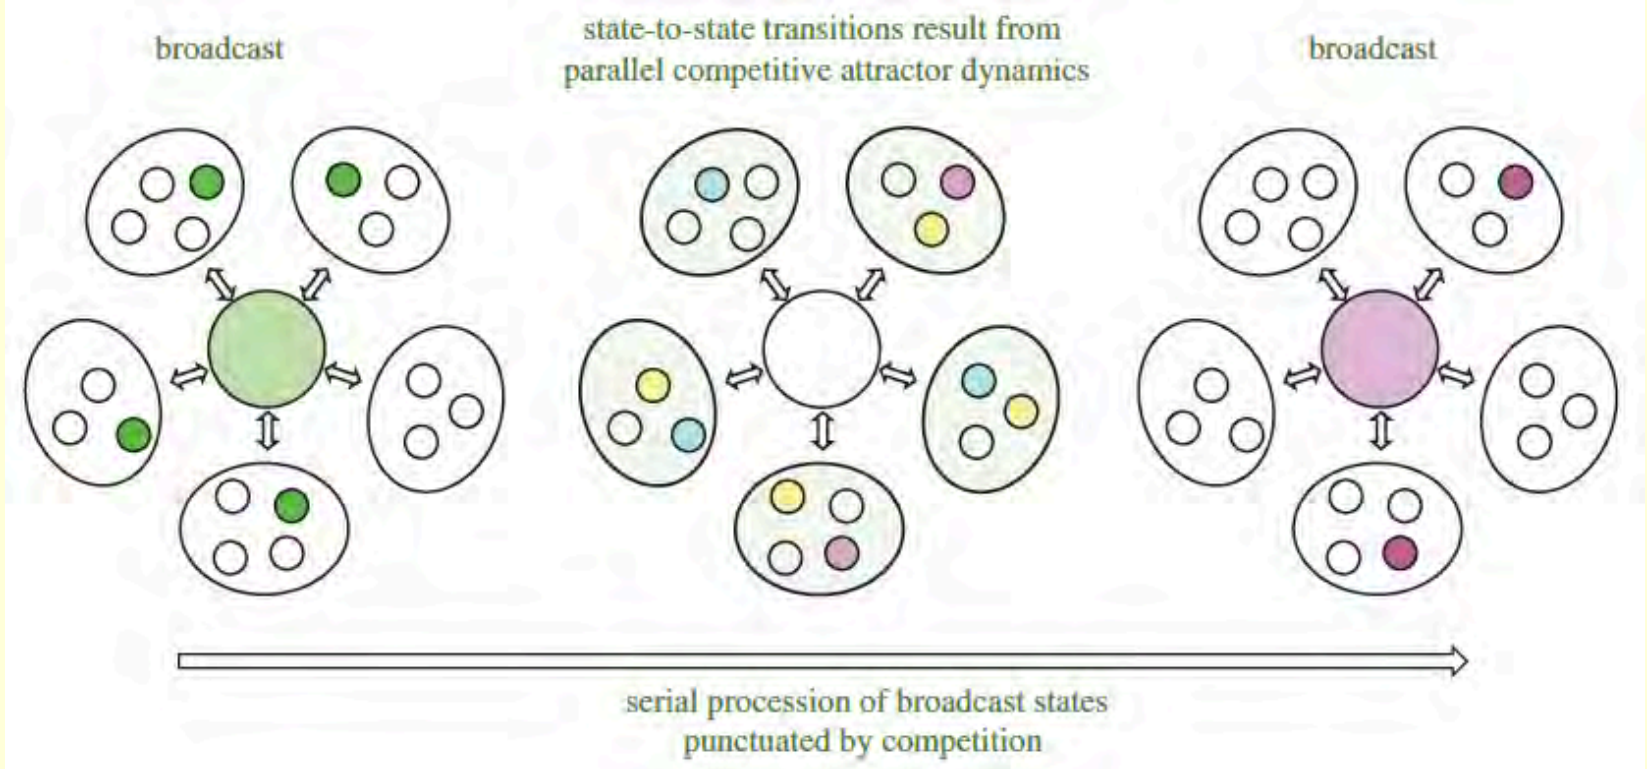 broadcast
state-to-state transitions result from
parallel competitive attractor dynamics
broadcast
serial procession of broadcast states
punctuated by competition